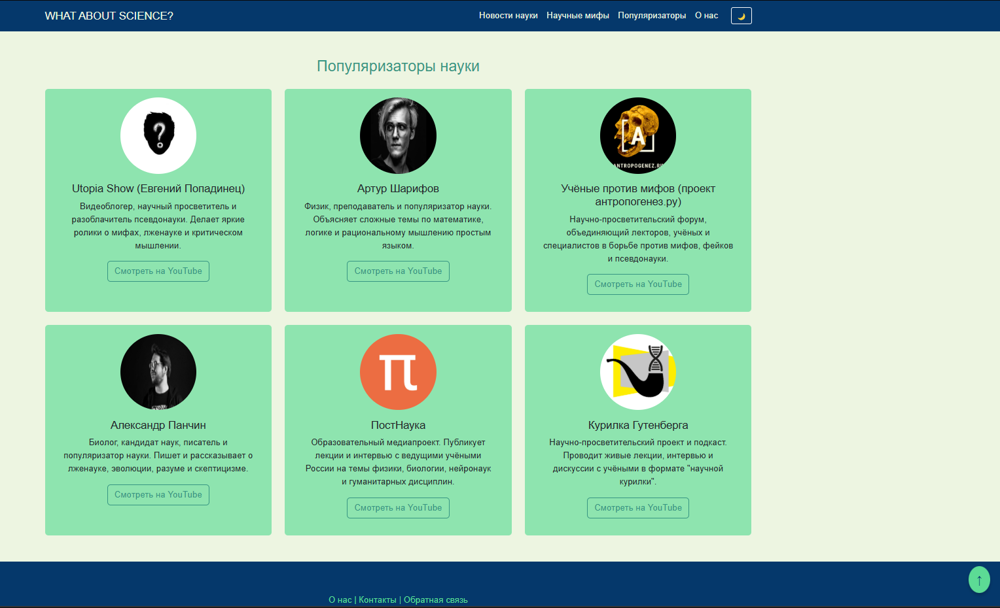 WHAT ABOUT SCIENCE?
Новости науки Научные мифы Популяризаторы О нас
Популяризаторы науки
?
Utopia Show (Евгений Попадинец)
Видеоблогер, научный просветитель и
разоблачитель псевдонауки. Делает яркие
ролики о мифах, лженауке и критическом
мышлении.
Смотреть на YouTube
Артур Шарифов
Физик, преподаватель и популяризатор науки.
Объясняет сложные темы по математике,
логике и рациональному мышлению простым
языком.
Смотреть на YouTube
A
ANTROPOGENEZ.RU
Учёные против мифов (проект
антропогенез.ру)
Научно-просветительский форум,
объединяющий лекторов, учёных и
специалистов в борьбе против мифов, фейков
и псевдонауки.
Смотреть на YouTube
Александр Панчин
Биолог, кандидат наук, писатель и
популяризатор науки. Пишет и рассказывает о
лженауке, эволюции, разуме и скептицизме.
Смотреть на YouTube
π
ПостНаука
Образовательный медиапроект. Публикует
лекции и интервью с ведущими учёными
России на темы физики, биологии, нейронаук
и гуманитарных дисциплин.
Смотреть на YouTube
Курилка Гутенберга
Научно-просветительский проект и подкаст.
Проводит живые лекции, интервью и
дискуссии с учёными в формате "научной
курилки".
Смотреть на YouTube
↑
О нас | Контакты | Обратная связь